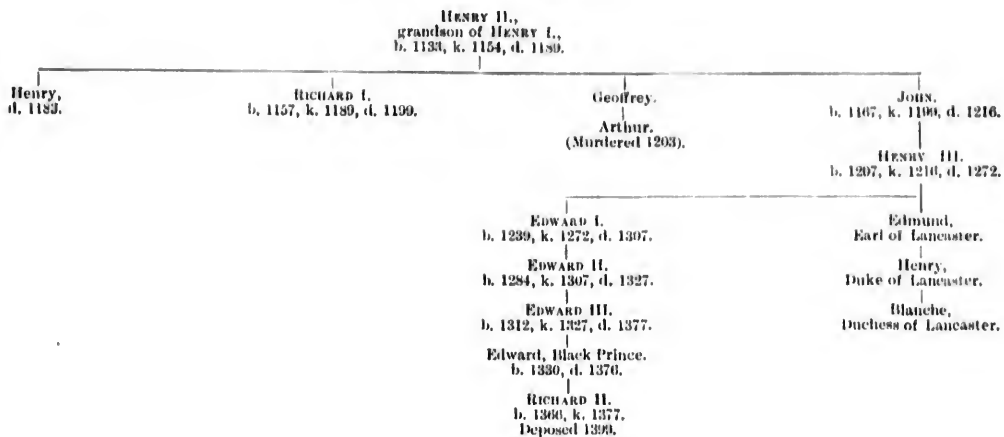 HENRY II.,
grandson of HENRY I.,
b. 1133, k. 1154, d. 1189.
Henry,
d. 1183.
RICHARD I.
b. 1157, k. 1189, d. 1199.
Geoffrey.
Arthur.
(Murdered 1203).
JOHN.
b. 1167, k. 1199, d. 1216.
HENRY III.
b. 1207, k. 1216, d. 1272.
EDWARD I.
b. 1239, k. 1272, d. 1307.
EDWARD II.
b. 1284, k. 1307, d. 1327.
EDWARD III.
b. 1312, k. 1327, d. 1377.
Edward, Black Prince.
b. 1330, d. 1376.
RICHARD II.
b. 1366, k. 1377.
Deposed 1399.
Edmund,
Earl of Lancaster.
Henry,
Duke of Lancaster.
Blanche,
Duchess of Lancaster.